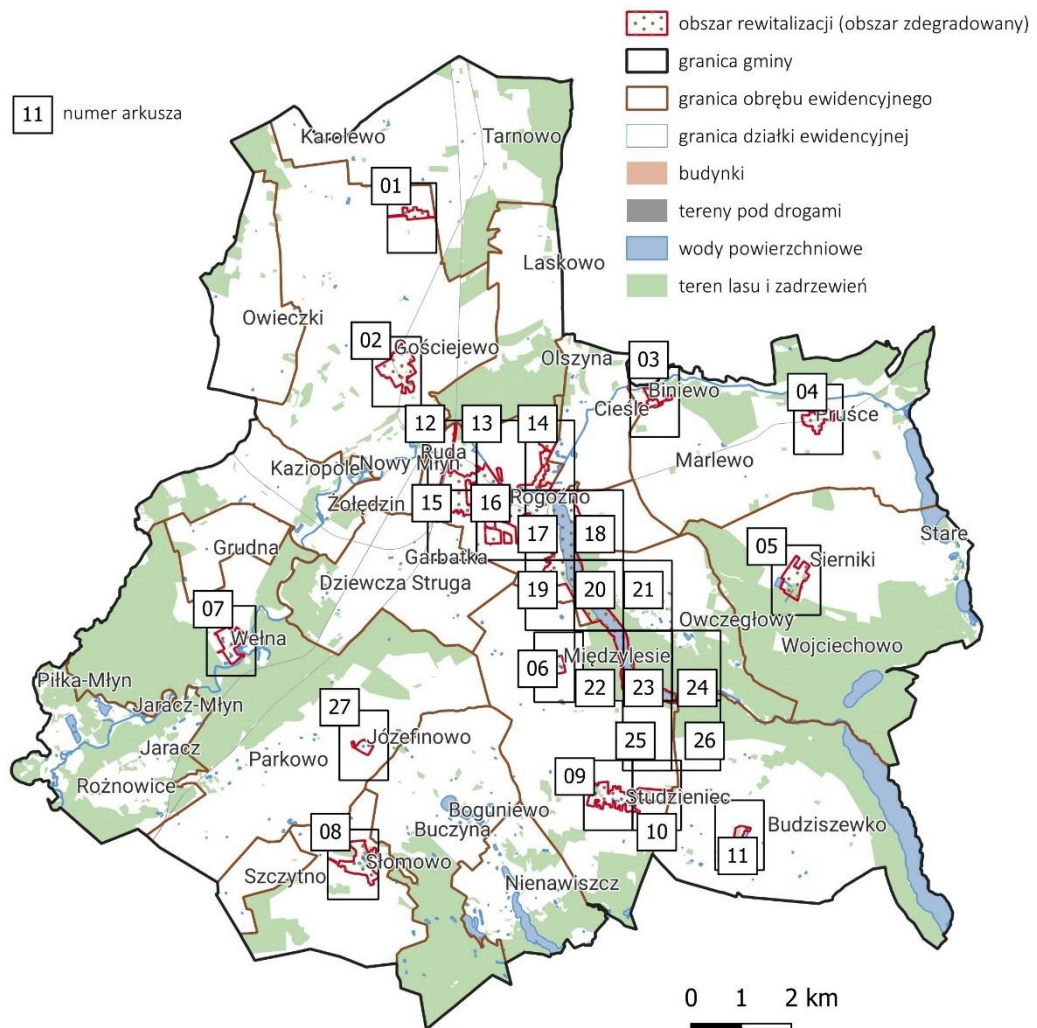 obszar rewitalizacji (obszar zdegradowany)
granica gminy
granica obrębu ewidencyjnego
granica działki ewidencyjnej
budynki
tereny pod drogami
wody powierzchniowe
teren lasu i zadrzewień
11 numer arkusza
Karolewo
Tarnowo
01
Laskowo
Owieczki
02
Gościejewo
Olszyna
03
Biniewo
Cieśle
04
Pruśce
12
13
14
Ruda
Nowy Młyn
Kaziopole
Marlewo
Żołędzin
15
16
Rogoźno
17
18
Stare
Grudna
Garbatka
05
Sierniki
Dziewcza Struga
19
20
21
07
Wełna
Owczegłowy
Wojciechowo
06
Międzylesie
Piłka-Młyn
22
23
24
Jaracz-Młyn
27
Józefinowo
25
26
Jaracz
Parkowo
Rożnowice
09
Studzieniec
Boguniewo
Buczyna
10
Budziszewko
08
Słomowo
11
Szczytno
Nienawiszcz
0 1 2 km